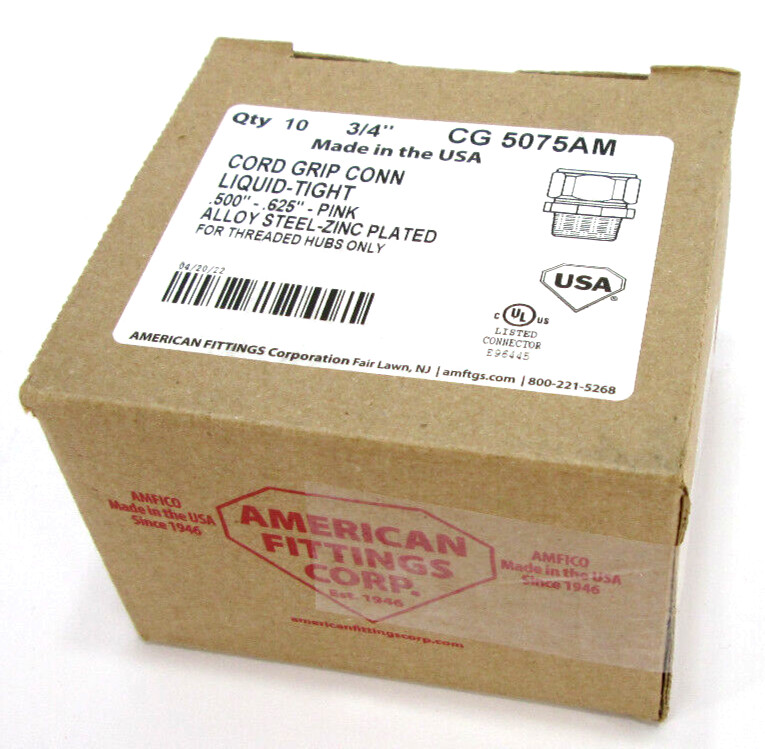 Qty 10 3/4" CG 5075AM
Made in the USA
CORD GRIP CONN
LIQUID-TIGHT
.500" - .625" - PINK
ALLOY STEEL-ZINC PLATED
FOR THREADED HUBS ONLY
04/20/22
USA
®
C UL US
LISTED
CONNECTOR
E96445
AMERICAN FITTINGS Corporation Fair Lawn, NJ | amftgs.com | 800-221-5268
AMFICO
Made in the USA
Since 1946
AMERICAN
FITTINGS
CORP.®
Est. 1946
americanfittingscorp.com
AMFICO
Made in the USA
Since 1946